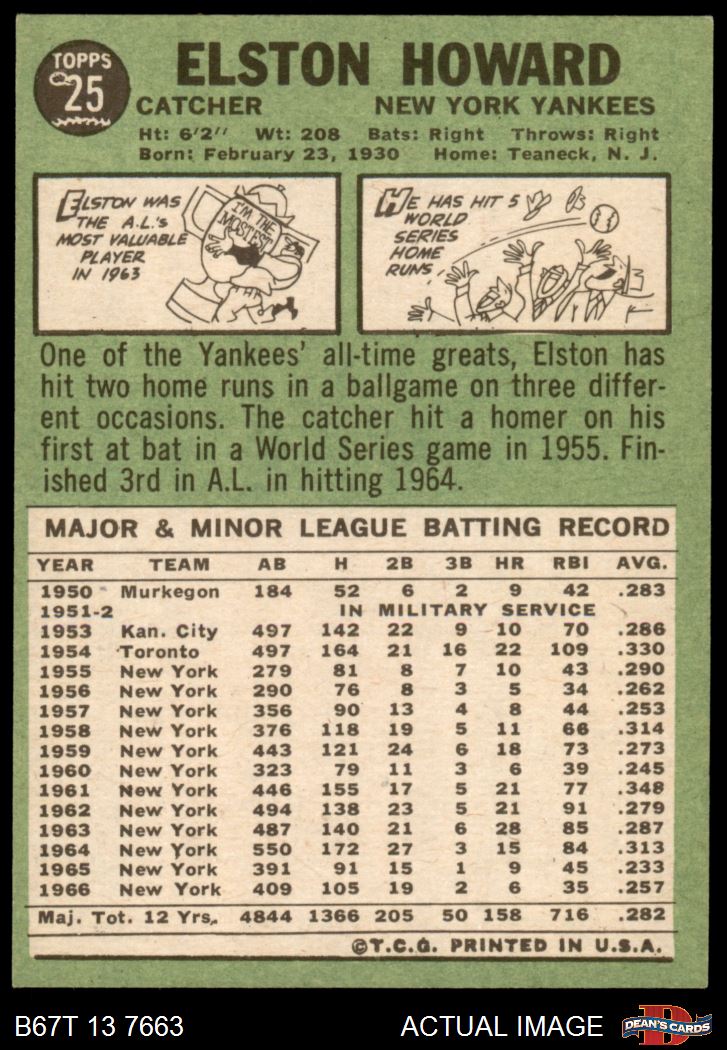 TOPPS
25
ELSTON HOWARD
CATCHER NEW YORK YANKEES
Ht: 6'2" Wt: 208 Bats: Right Throws: Right
Born: February 23, 1930 Home: Teaneck, N. J.
ELSTON WAS
THE A.L.'s
MOST VALUABLE
PLAYER
IN 1963
I'M THE
MOSTEST
HE HAS HIT 5
WORLD
SERIES
HOME
RUNS
One of the Yankees' all-time greats, Elston has
hit two home runs in a ballgame on three differ-
ent occasions. The catcher hit a homer on his
first at bat in a World Series game in 1955. Fin-
ished 3rd in A.L. in hitting 1964.
MAJOR & MINOR LEAGUE BATTING RECORD
YEAR TEAM AB H 2B 3B HR RBI AVG.
1950 Murkegon 184 52 6 2 9 42 .283
1951-2 IN MILITARY SERVICE
1953 Kan. City 497 142 22 9 10 70 .286
1954 Toronto 497 164 21 16 22 109 .330
1955 New York 279 81 8 7 10 43 .290
1956 New York 290 76 8 3 5 34 .262
1957 New York 356 90 13 4 8 44 .253
1958 New York 376 118 19 5 11 66 .314
1959 New York 443 121 24 6 18 73 .273
1960 New York 323 79 11 3 6 39 .245
1961 New York 446 155 17 5 21 77 .348
1962 New York 494 138 23 5 21 91 .279
1963 New York 487 140 21 6 28 85 .287
1964 New York 550 172 27 3 15 84 .313
1965 New York 391 91 15 1 9 45 .233
1966 New York 409 105 19 2 6 35 .257
Maj. Tot. 12 Yrs. 4844 1366 205 50 158 716 .282
©T.C.G. PRINTED IN U.S.A.
B67T 13 7663 ACTUAL IMAGE
D
DEAN'S CARDS